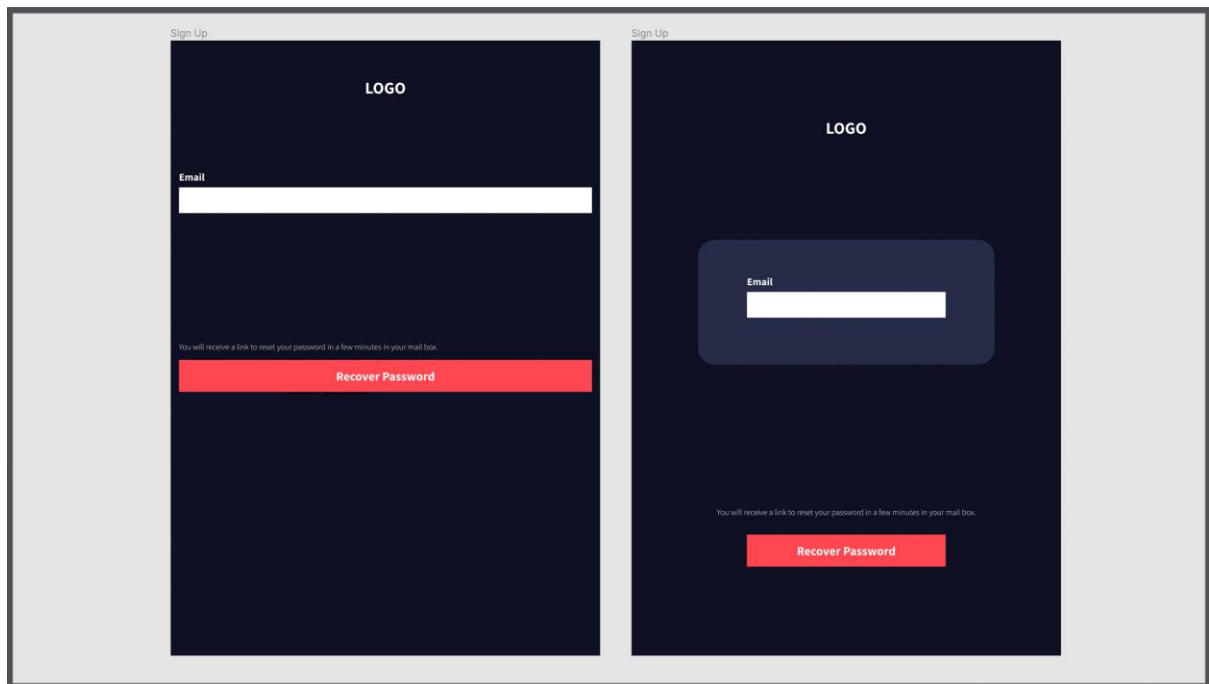 Sign Up
LOGO
Email
You will receive a link to reset your password in a few minutes in your mail box.
Recover Password
Recover password
Sign Up
LOGO
Email
You will receive a link to reset your password in a few minutes in your mail box.
Recover Password